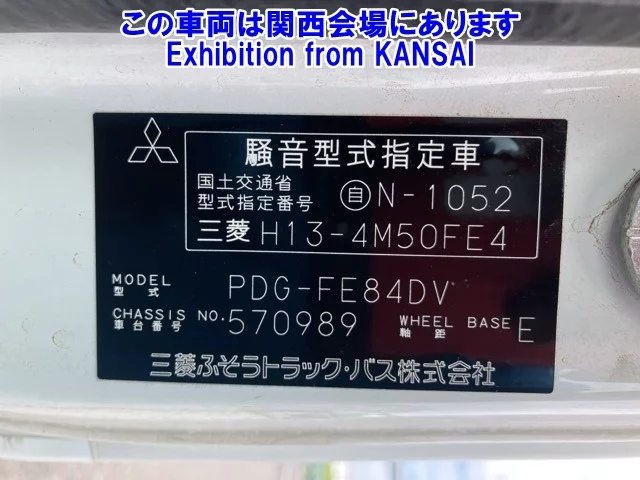 この車両は関西会場にあります
Exhibition from KANSAI
騒音型式指定車
国土交通省
型式指定番号 自N-1052
三菱 H13-4M50FE4
MODEL
型式 PDG-FE84DV
CHASSIS NO.
車台番号 570989 WHEEL BASE
軸距 E
三菱ふそうトラック・バス株式会社